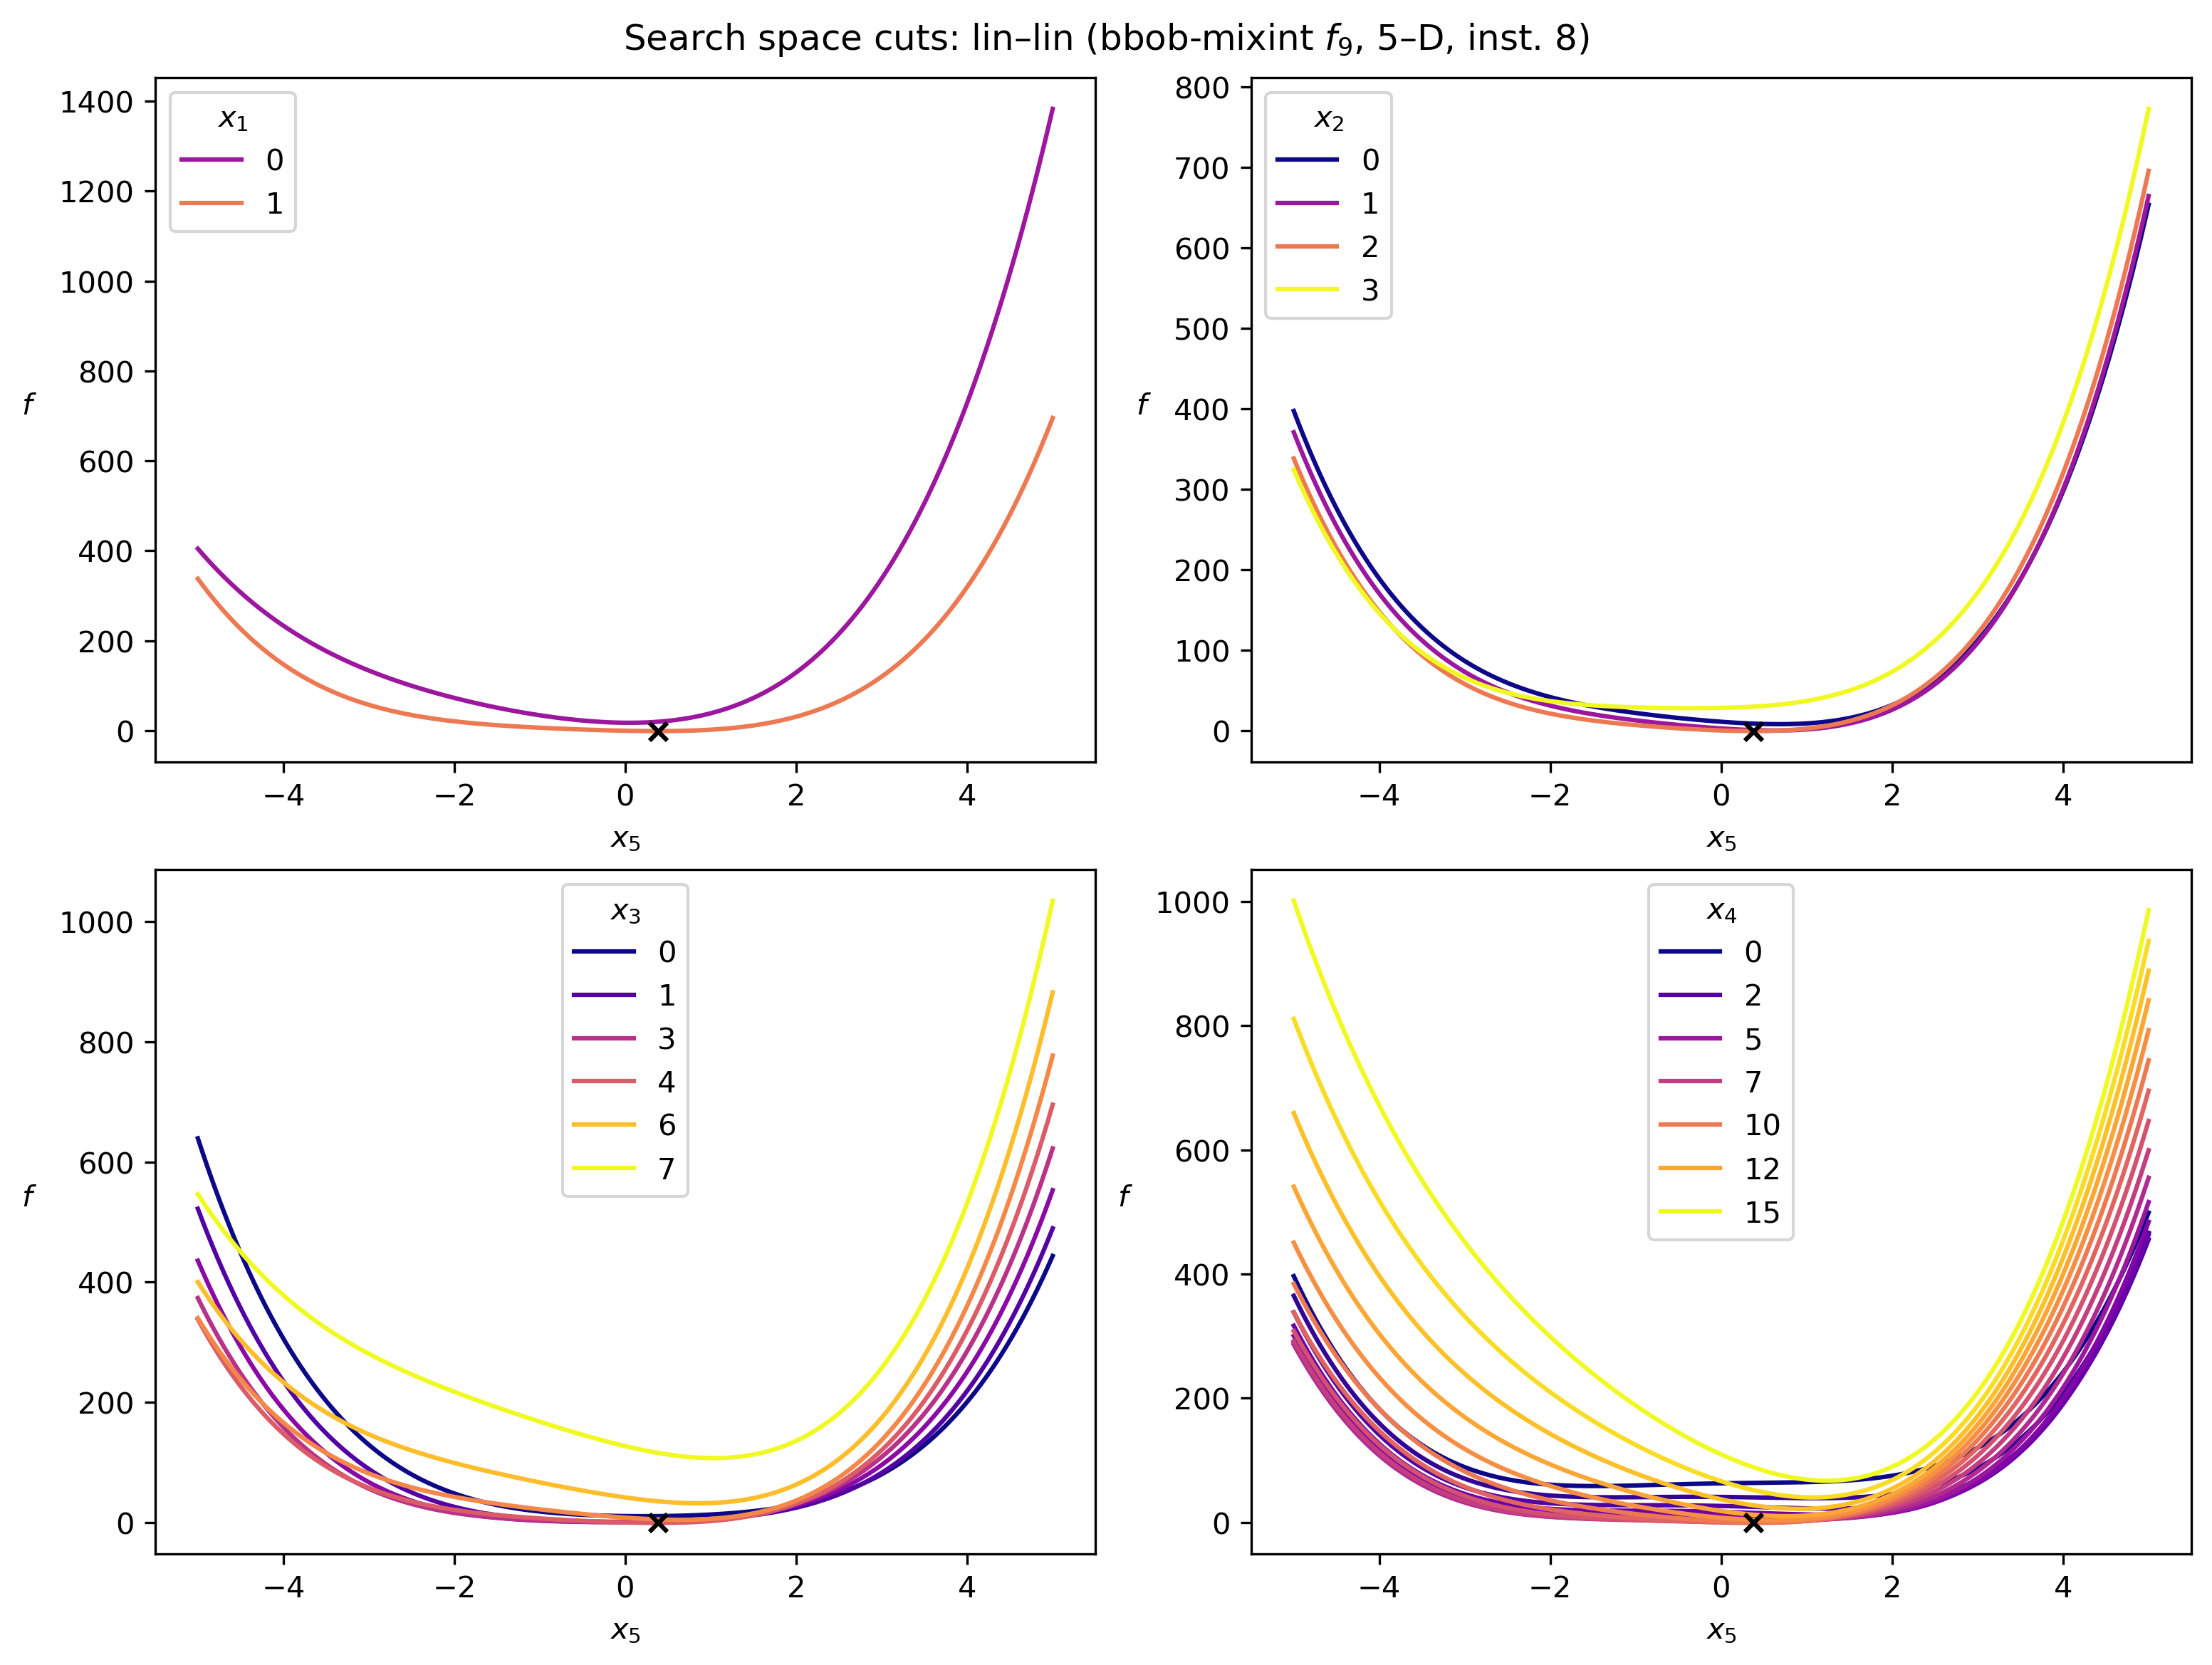 Search space cuts: lin–lin (bbob-mixint f₉, 5–D, inst. 8)
x₁
0
1
1400
1200
1000
800
600
400
200
0
f
−4 −2 0 2 4
x₅
x₂
0
1
2
3
800
700
600
500
400
300
200
100
0
f
−4 −2 0 2 4
x₅
x₃
0
1
3
4
6
7
1000
800
600
400
200
0
f
−4 −2 0 2 4
x₅
x₄
0
2
5
7
10
12
15
1000
800
600
400
200
0
f
−4 −2 0 2 4
x₅